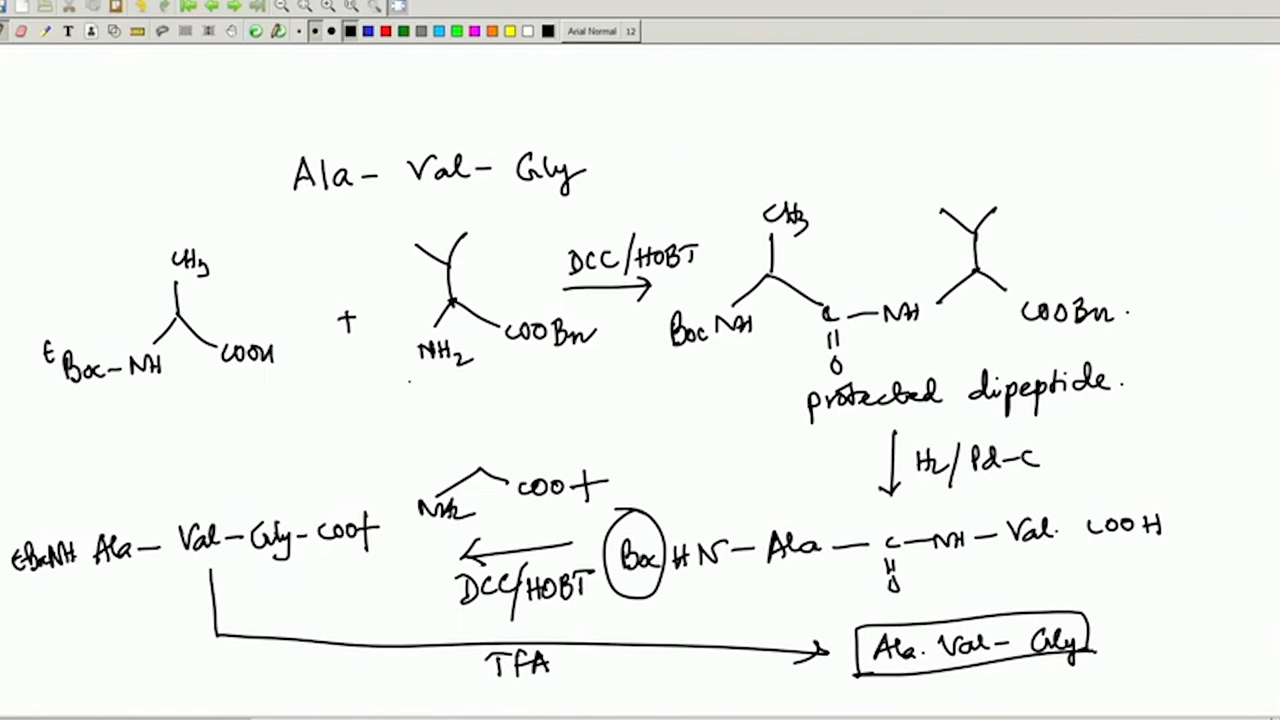 Arial Normal 12
Ala - Val - Gly
CH3
Boc-NH COOH
+
NH2 COOBn
DCC/HOBT
CH3
BocNH C-NH COOBn.
O
protected dipeptide.
H2/Pd-C
NH2 COO
tBocNH Ala - Val - Gly - COO
DCC/HOBT
Boc HN - Ala - C - NH - Val. COOH
O
TFA
Ala. Val - Gly